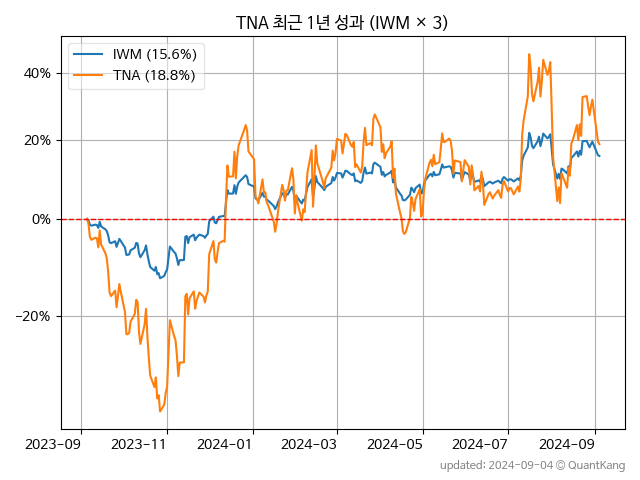 TNA 최근 1년 성과 (IWM × 3)
IWM (15.6%)
TNA (18.8%)
40%
20%
0%
−20%
2023-09 2023-11 2024-01 2024-03 2024-05 2024-07 2024-09
updated: 2024-09-04 © QuantKang